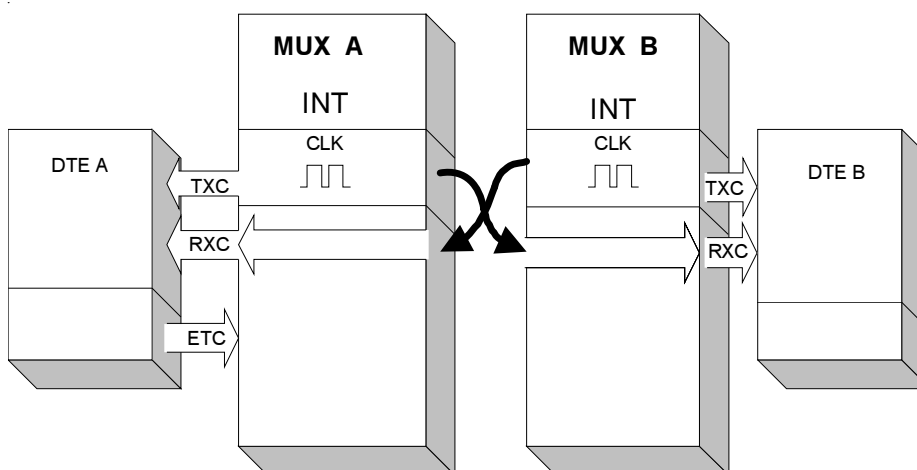 MUX A
MUX B
INT
INT
CLK
CLK
DTE A
TXC
TXC
DTE B
RXC
RXC
ETC